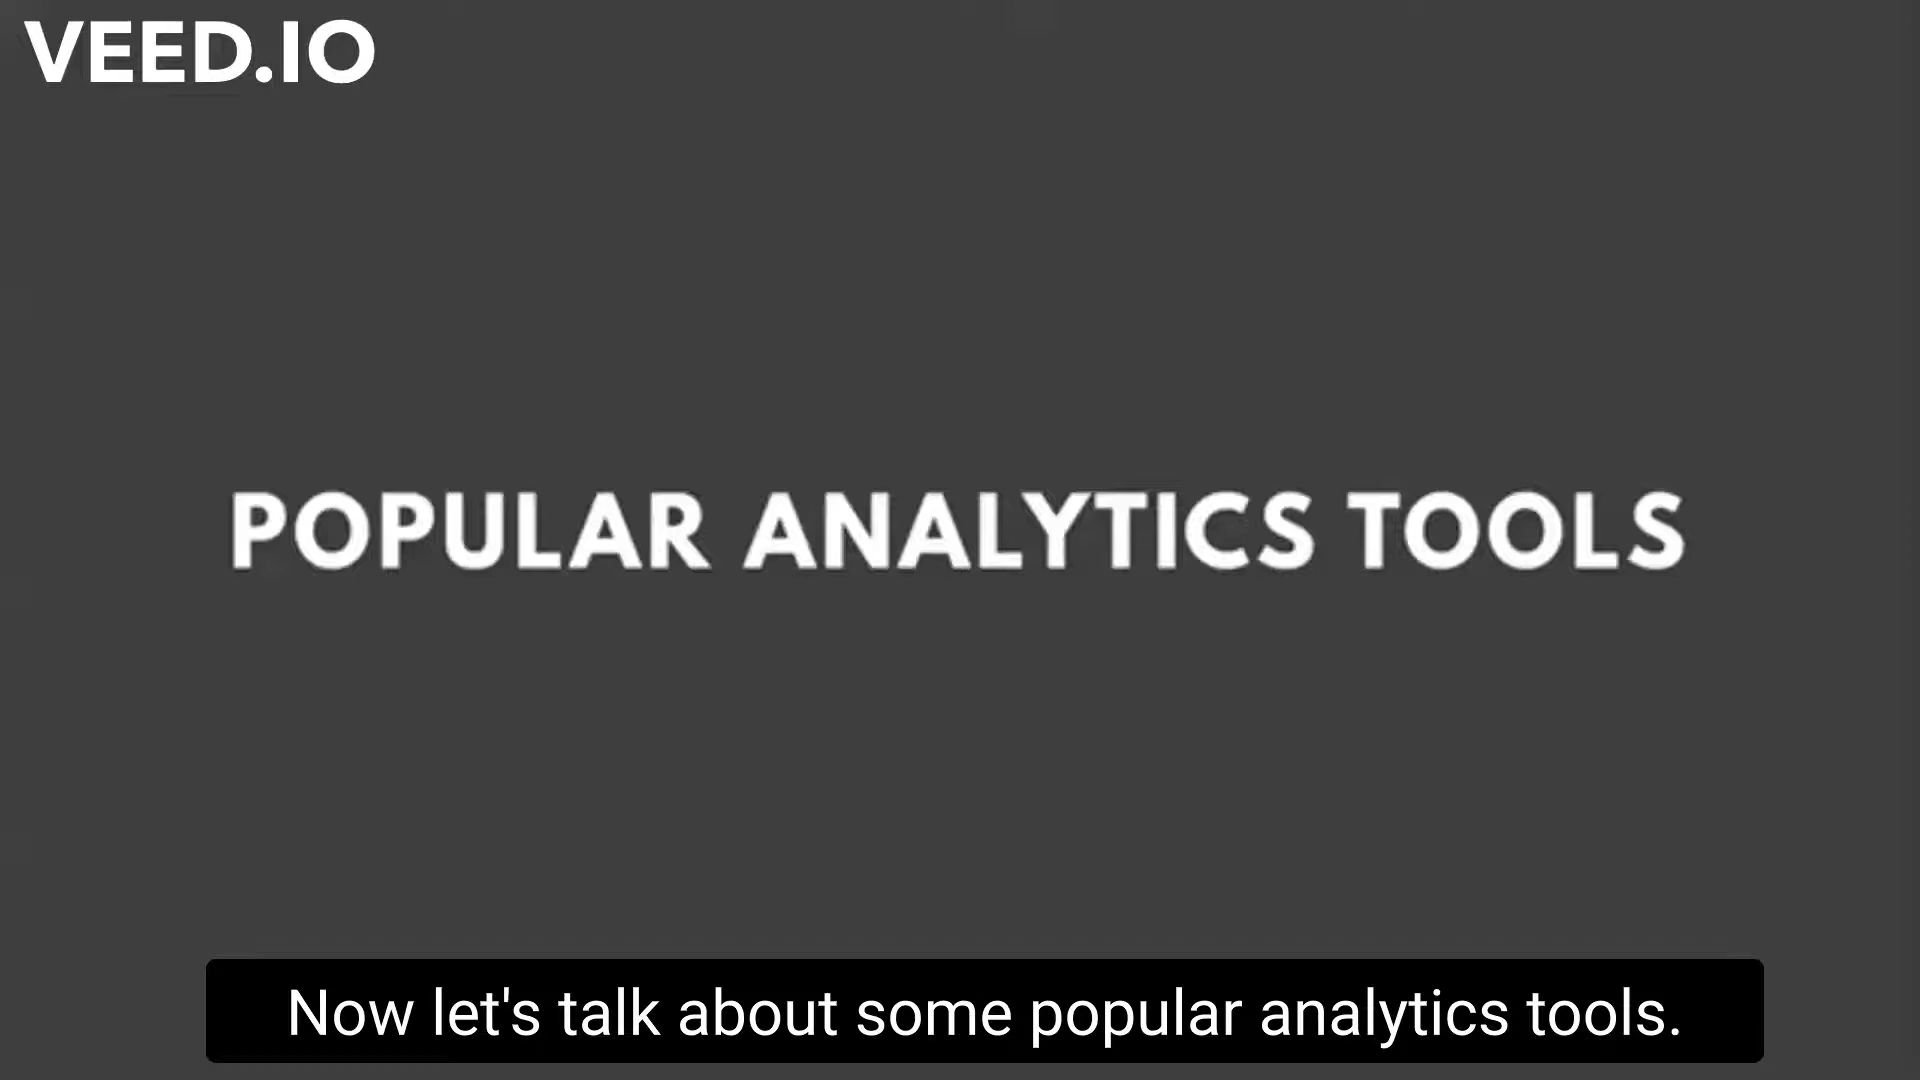 VEED.IO
POPULAR ANALYTICS TOOLS
Now let's talk about some popular analytics tools.